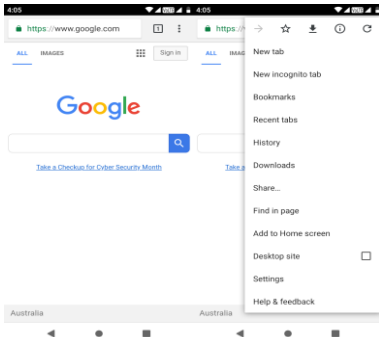 4:05
https://www.google.com
1
ALL IMAGES
Sign in
Google
Take a Checkup for Cyber Security Month
Australia
4:05
https://
ALL IMAG
Take a
Australia
New tab
New incognito tab
Bookmarks
Recent tabs
History
Downloads
Share...
Find in page
Add to Home screen
Desktop site
Settings
Help & feedback